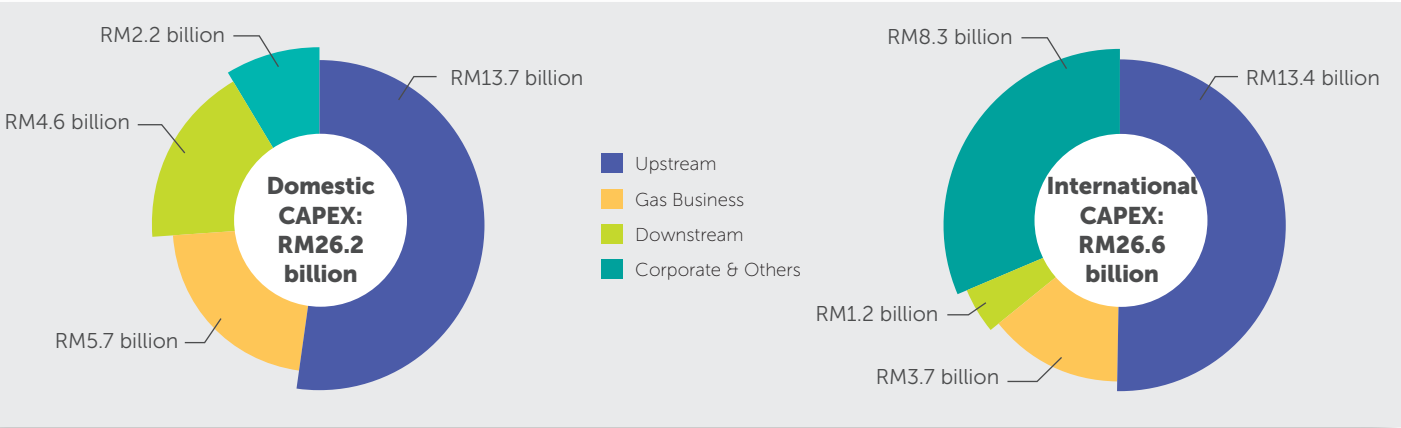 RM2.2 billion
RM13.7 billion
RM4.6 billion
RM5.7 billion
Domestic
CAPEX:
RM26.2
billion
Upstream
Gas Business
Downstream
Corporate & Others
RM8.3 billion
RM13.4 billion
RM1.2 billion
RM3.7 billion
International
CAPEX:
RM26.6
billion